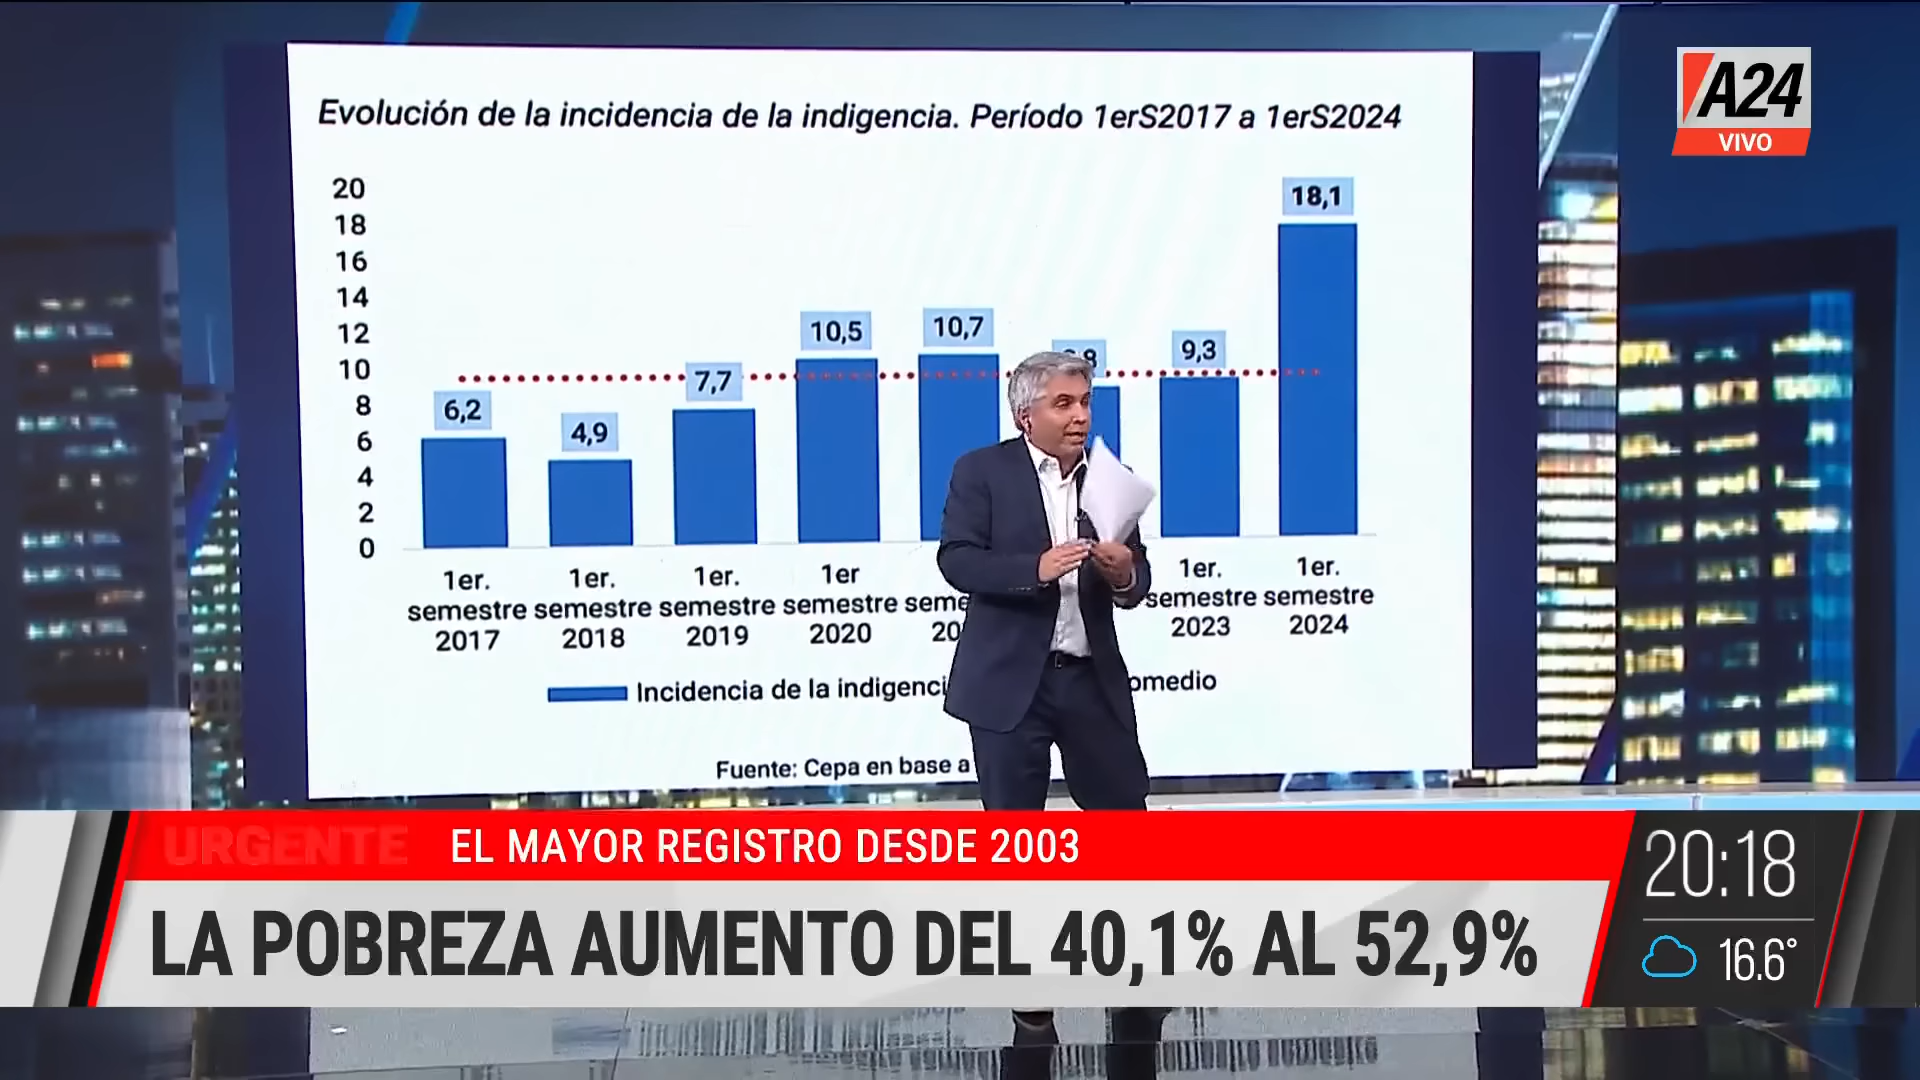 Evolución de la incidencia de la indigencia. Período 1erS2017 a 1erS2024
A24
VIVO
20
18
16
14
12
10
8
6
4
2
0
6,2
4,9
7,7
10,5
10,7
9,3
18,1
1er.
semestre
2017
1er.
semestre
2018
1er.
semestre
2019
1er
semestre
2020
1er.
semestre
2023
1er.
semestre
2024
Incidencia de la
Fuente: Cepa en base a
URGENTE
EL MAYOR REGISTRO DESDE 2003
LA POBREZA AUMENTO DEL 40,1% AL 52,9%
20:18
16.6°